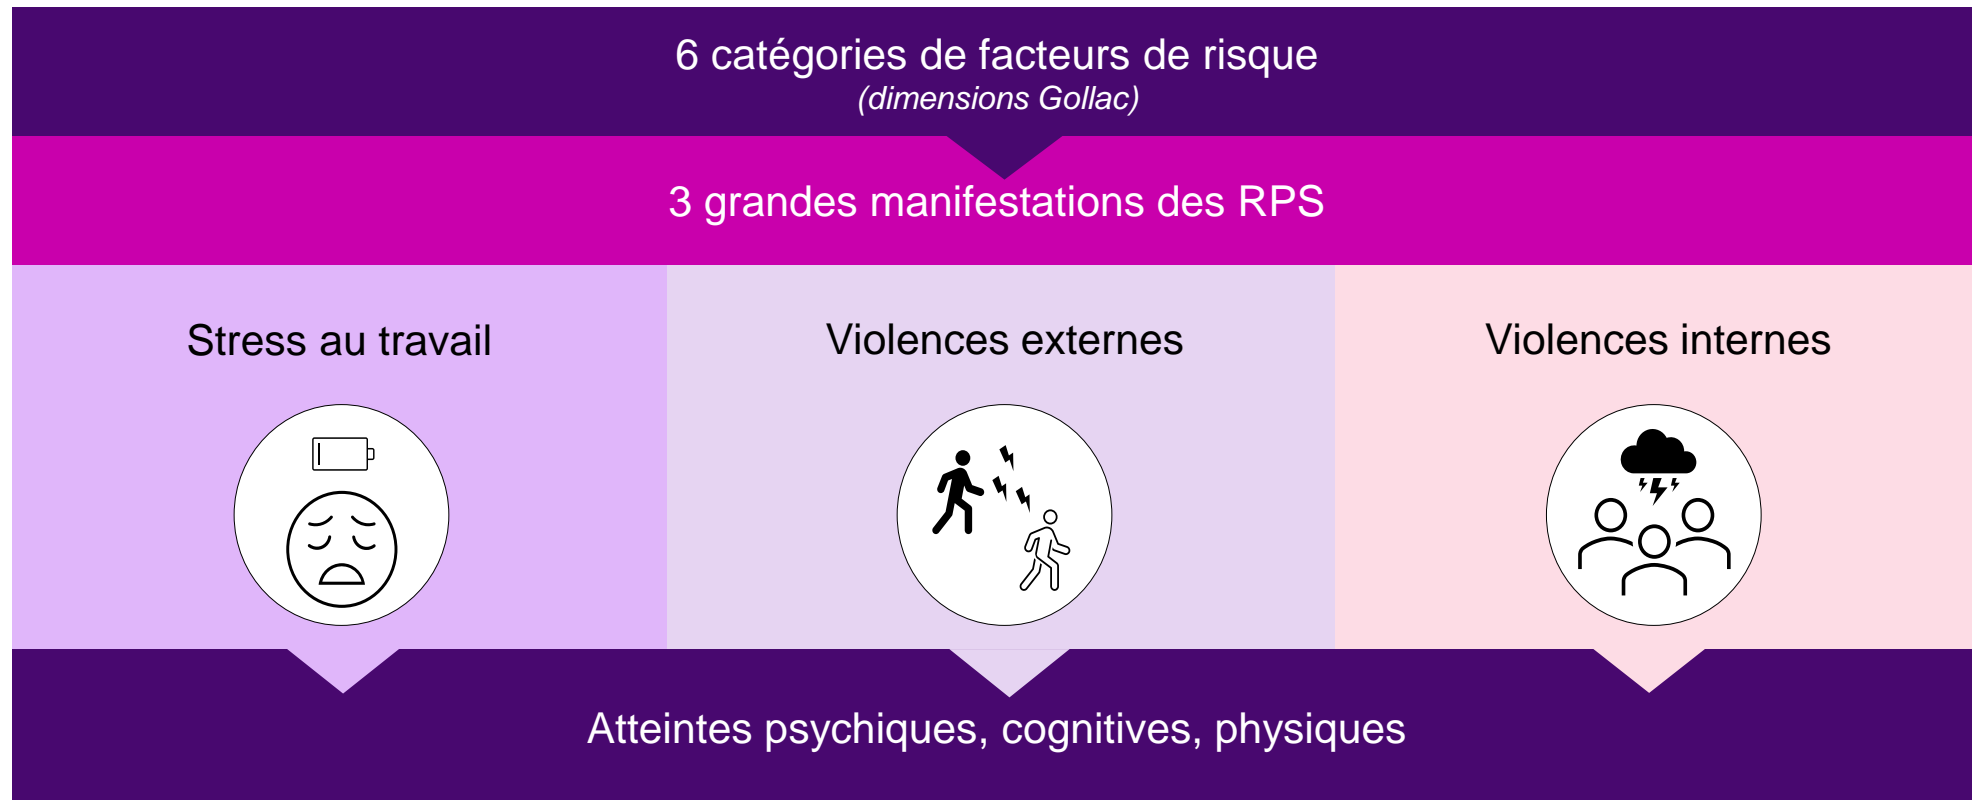 6 catégories de facteurs de risque
(dimensions Gollac)
3 grandes manifestations des RPS
Stress au travail
Violences externes
Violences internes
Atteintes psychiques, cognitives, physiques